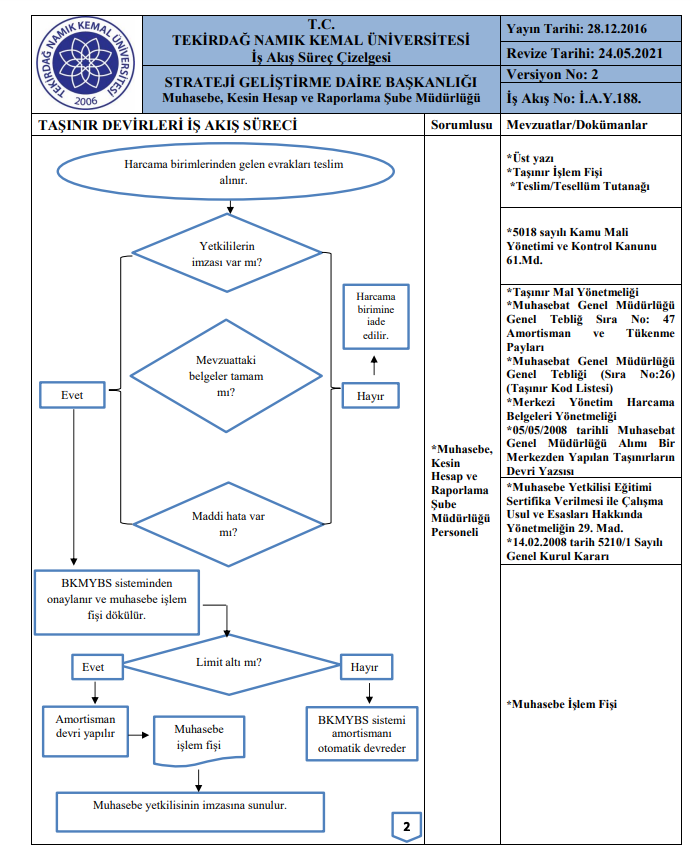 TEKİRDAĞ NAMIK KEMAL ÜNİVERSİTESİ
2006
T.C.
TEKİRDAĞ NAMIK KEMAL ÜNİVERSİTESİ
İş Akış Süreç Çizelgesi
STRATEJİ GELİŞTİRME DAİRE BAŞKANLIĞI
Muhasebe, Kesin Hesap ve Raporlama Şube Müdürlüğü
Yayın Tarihi: 28.12.2016
Revize Tarihi: 24.05.2021
Versiyon No: 2
İş Akış No: İ.A.Y.188.
TAŞINIR DEVİRLERİ İŞ AKIŞ SÜRECİ
Sorumlusu
Mevzuatlar/Dokümanlar
Harcama birimlerinden gelen evrakları teslim
alınır.
Yetkililerin
imzası var mı?
Harcama
birimine
iade
edilir.
Mevzuattaki
belgeler tamam
mı?
Evet
Hayır
Maddi hata var
mı?
BKMYBS sisteminden
onaylanır ve muhasebe işlem
fişi dökülür.
Limit altı mı?
Evet
Hayır
Amortisman
devri yapılır
Muhasebe
işlem fişi
BKMYBS sistemi
amortismanı
otomatik devreder
Muhasebe yetkilisinin imzasına sunulur.
2
*Muhasebe,
Kesin
Hesap ve
Raporlama
Şube
Müdürlüğü
Personeli
*Üst yazı
*Taşınır İşlem Fişi
*Teslim/Tesellüm Tutanağı
*5018 sayılı Kamu Mali
Yönetimi ve Kontrol Kanunu
61.Md.
*Taşınır Mal Yönetmeliği
*Muhasebat Genel Müdürlüğü
Genel Tebliğ Sıra No: 47
Amortisman ve Tükenme
Payları
*Muhasebat Genel Müdürlüğü
Genel Tebliği (Sıra No:26)
(Taşınır Kod Listesi)
*Merkezi Yönetim Harcama
Belgeleri Yönetmeliği
*05/05/2008 tarihli Muhasebat
Genel Müdürlüğü Alımı Bir
Merkezden Yapılan Taşınırların
Devri Yazısı
*Muhasebe Yetkilisi Eğitimi
Sertifika Verilmesi ile Çalışma
Usul ve Esasları Hakkında
Yönetmeliğin 29. Mad.
*14.02.2008 tarih 5210/1 Sayılı
Genel Kurul Kararı
*Muhasebe İşlem Fişi